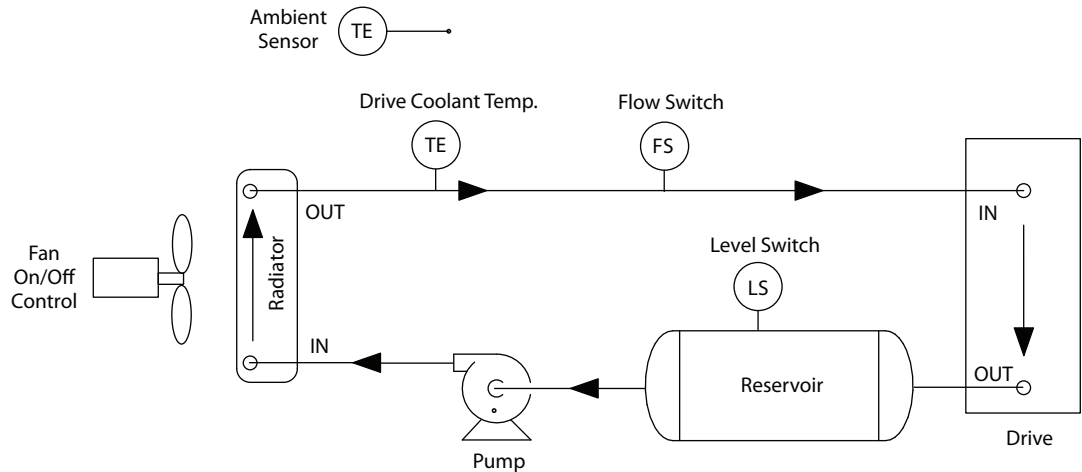 Ambient
Sensor
TE
Drive Coolant Temp.
TE
Flow Switch
FS
OUT
IN
Fan
On/Off
Control
Radiator
Level Switch
LS
IN
Reservoir
OUT
Pump
Drive